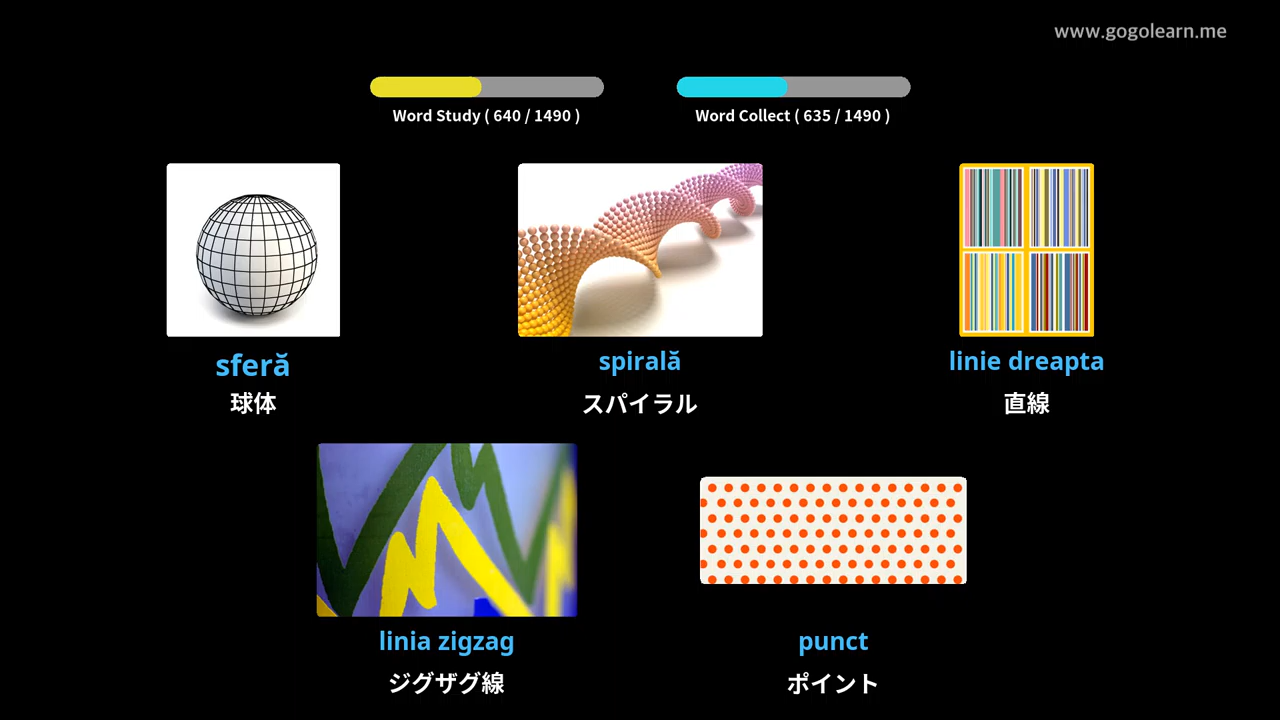 www.gogolearn.me
Word Study ( 640 / 1490 )
Word Collect ( 635 / 1490 )
sferă
球体
spirală
スパイラル
linie dreapta
直線
linia zigzag
ジグザグ線
punct
ポイント